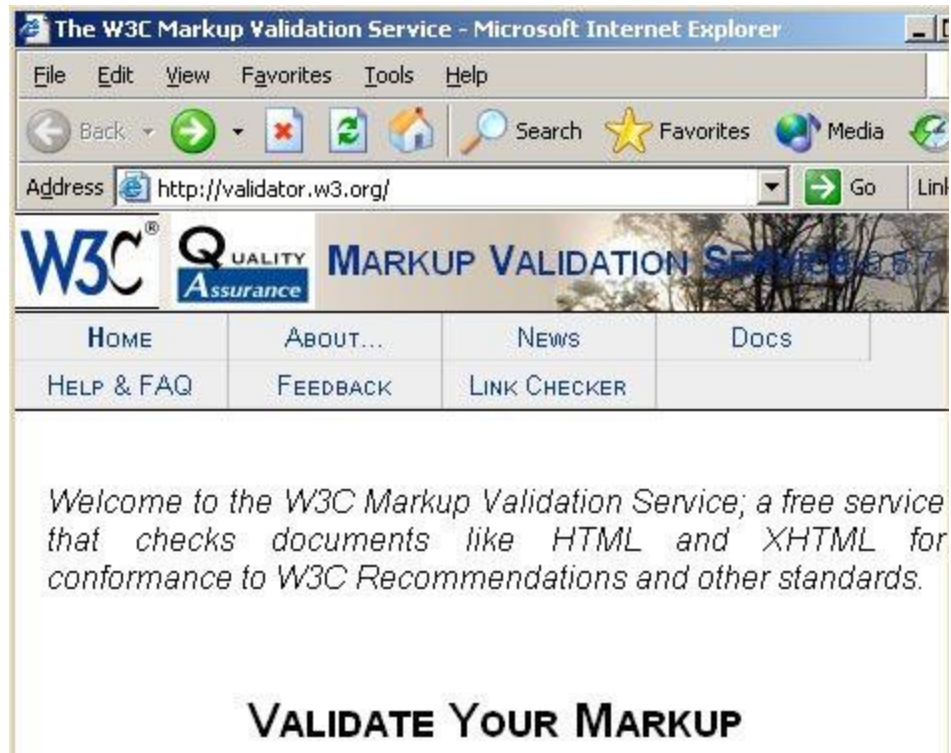 The W3C Markup Validation Service - Microsoft Internet Explorer
File Edit View Favorites Tools Help
Back Search Favorites Media
Address http://validator.w3.org/ Go Lin
W3C® QUALITY Assurance MARKUP VALIDATION SERVICE
HOME ABOUT... NEWS DOCS
HELP & FAQ FEEDBACK LINK CHECKER
Welcome to the W3C Markup Validation Service; a free service
that checks documents like HTML and XHTML for
conformance to W3C Recommendations and other standards.
VALIDATE YOUR MARKUP